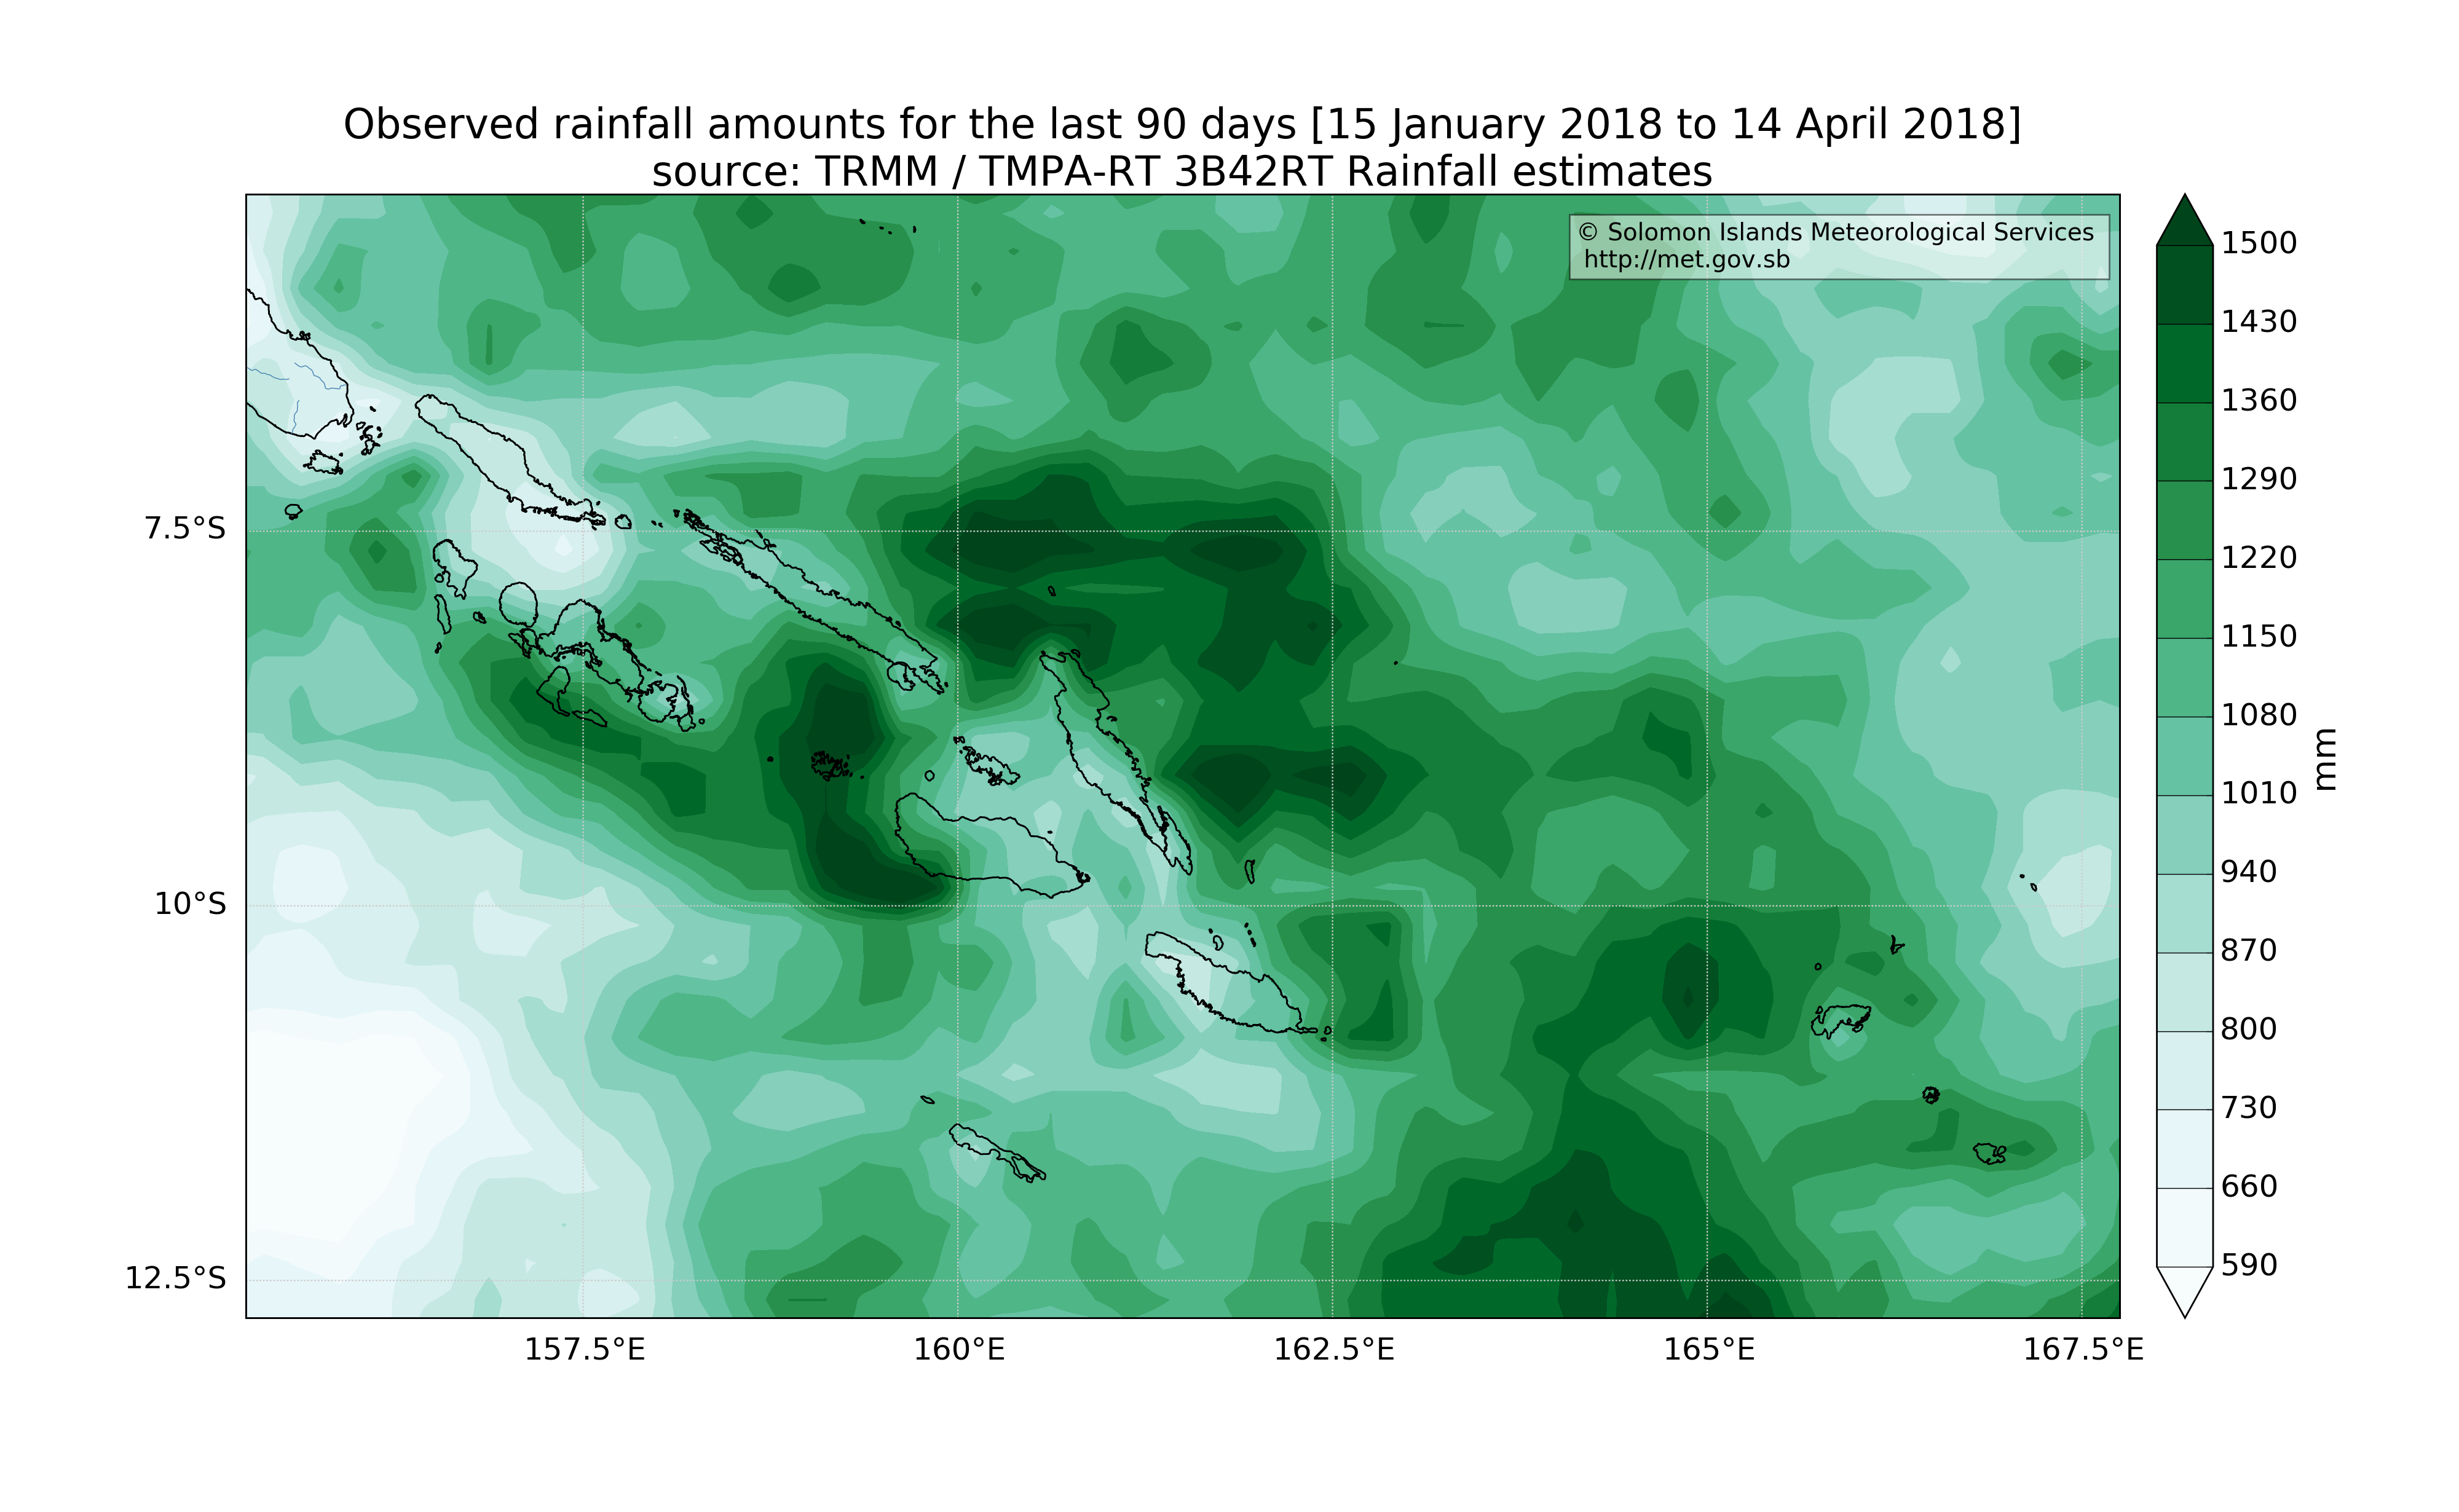 Observed rainfall amounts for the last 90 days [15 January 2018 to 14 April 2018]
source: TRMM / TMPA-RT 3B42RT Rainfall estimates
© Solomon Islands Meteorological Services
http://met.gov.sb
7.5°S
10°S
12.5°S
157.5°E
160°E
162.5°E
165°E
167.5°E
1500
1430
1360
1290
1220
1150
1080
1010
940
870
800
730
660
590
mm